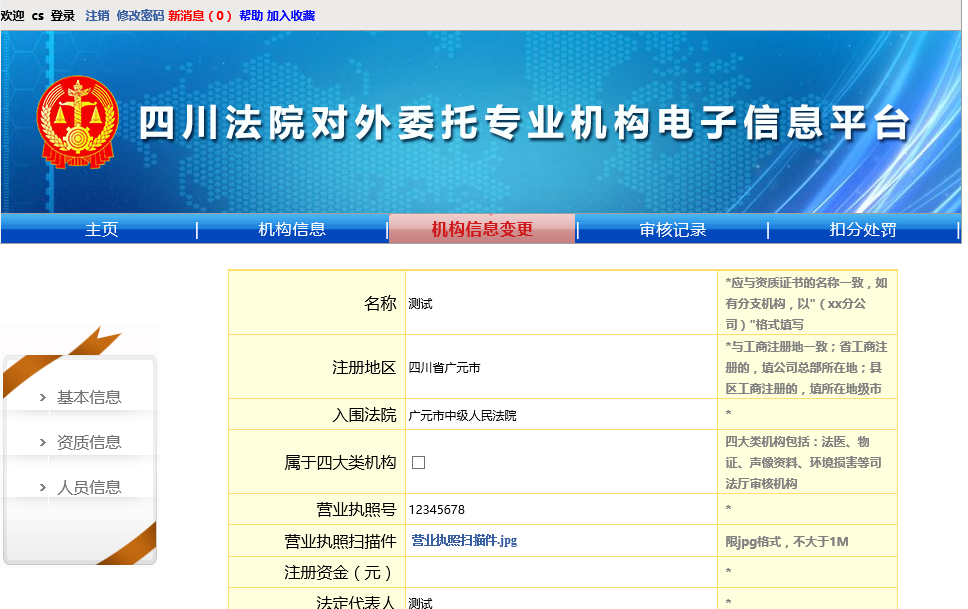 欢迎 cs 登录 注销 修改密码 新消息（0） 帮助 加入收藏
四川法院对外委托专业机构电子信息平台
主页 | 机构信息 | 机构信息变更 | 审核记录 | 扣分处罚 |
基本信息
资质信息
人员信息
名称 测试
*应与资质证书的名称一致，如
有分支机构，以"（xx分公
司）"格式填写
注册地区 四川省广元市
*与工商注册地一致；省工商注
册的，填公司总部所在地；县
区工商注册的，填所在地级市
入围法院 广元市中级人民法院 *
属于四大类机构
四大类机构包括：法医、物
证、声像资料、环境损害等司
法厅审核机构
营业执照号 12345678 *
营业执照扫描件 营业执照扫描件.jpg 限jpg格式，不大于1M
注册资金（元） *
法定代表人 测试 *